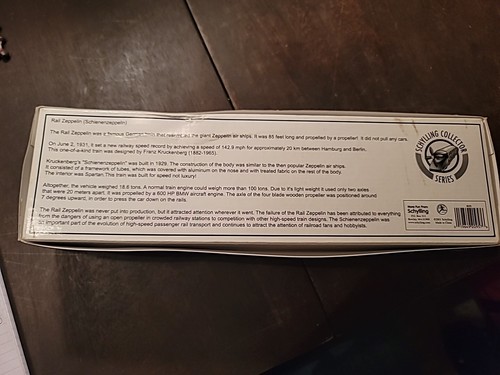 Rail Zeppelin [Schienenzeppelin]
The Rail Zeppelin was a famous German train that resembled the giant Zeppelin air ships. It was 85 feet long and propelled by a propeller! It did not pull any cars.
On June 2, 1931, it set a new railway speed record by achieving a speed of 142.9 mph for approximately 20 km between Hamburg and Berlin.
This one-of-a-kind train was designed by Franz Kruckenberg (1882-1965).
Kruckenberg's "Schienenzeppelin" was built in 1929. The construction of the body was similar to the then popular Zeppelin air ships.
It consisted of a framework of tubes, which was covered with aluminum on the nose and with treated fabric on the rest of the body.
The interior was Spartan. This train was built for speed not luxury!
Altogether, the vehicle weighed 18.6 tons. A normal train engine could weigh more than 100 tons. Due to it's light weight it used only two axles
that were 20 meters apart. It was propelled by a 600 HP BMW aircraft engine. The axle of the four blade wooden propeller was positioned around
7 degrees upward, in order to press the car down on the rails.
The Rail Zeppelin was never put into production, but it attracted attention wherever it went. The failure of the Rail Zeppelin has been attributed to everything
from the dangers of using an open propeller in crowded railway stations to competition with other high-speed train designs. The Schienenzeppelin was
an important part of the evolution of high-speed passenger rail transport and continues to attract the attention of railroad fans and hobbyists.
SCHYLLING COLLECTOR
SERIES
Schylling